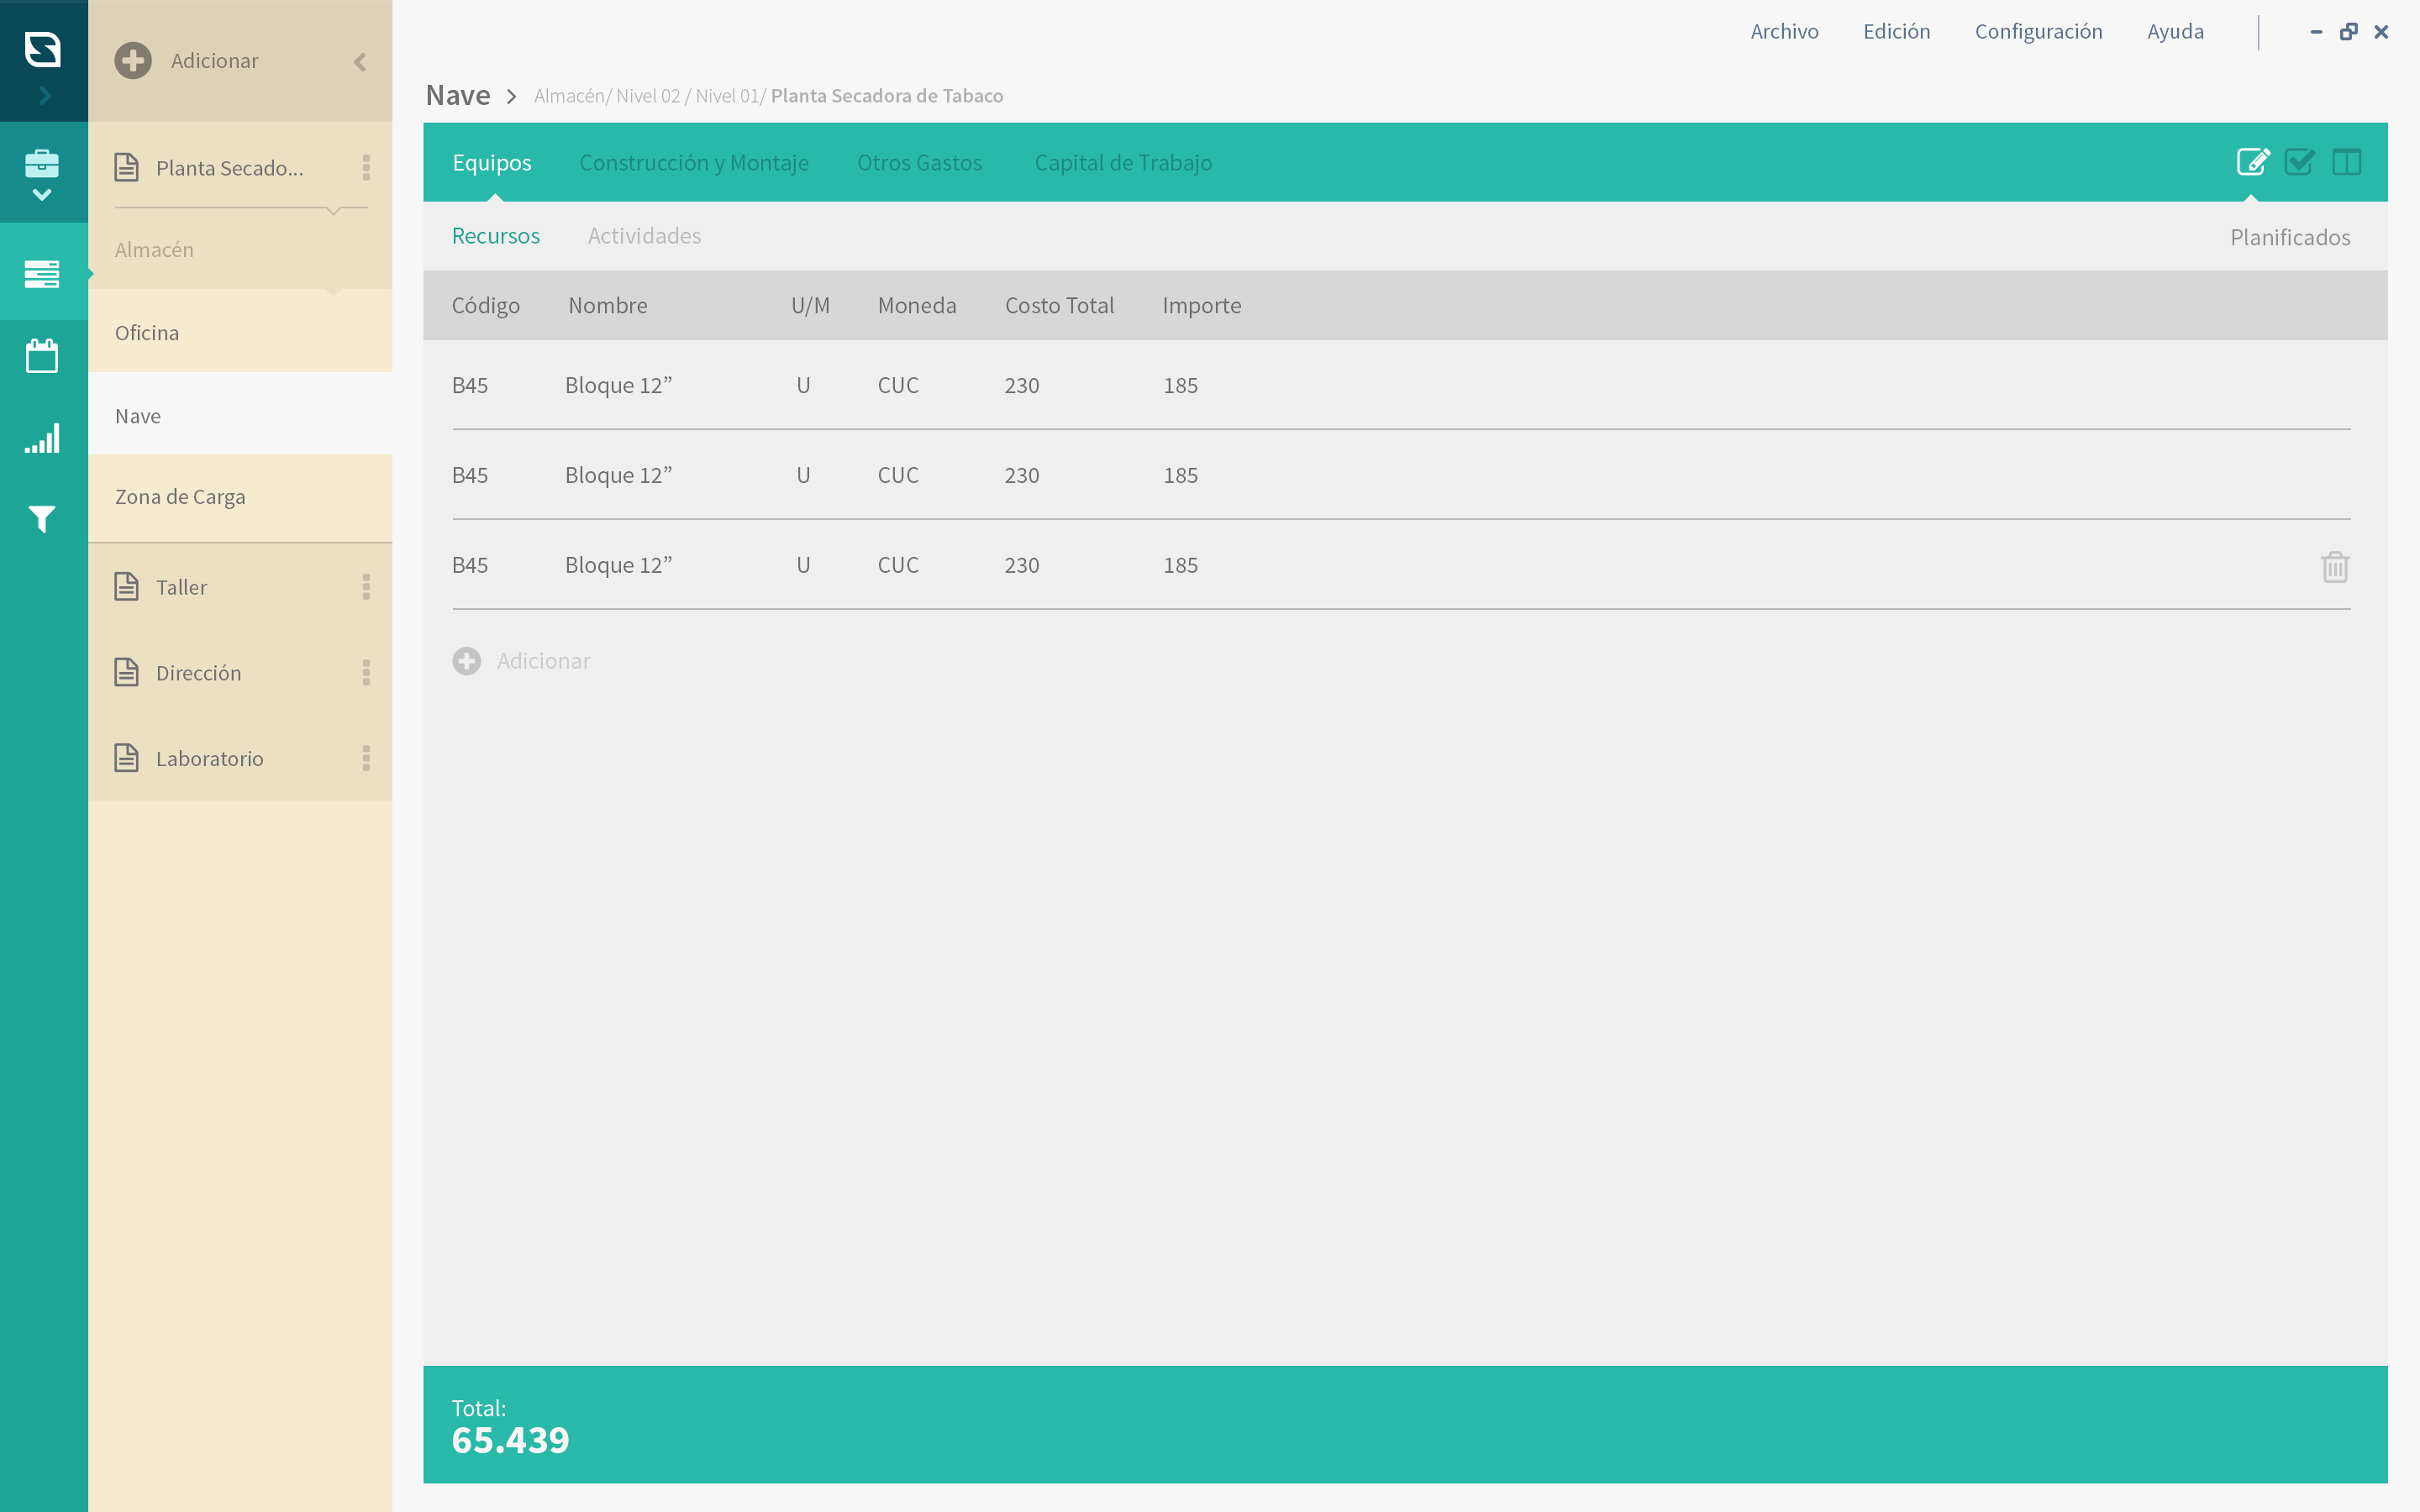 Archivo Edición Configuración Ayuda
Adicionar
Nave > Almacén/ Nivel 02 / Nivel 01/ Planta Secadora de Tabaco
Planta Secado...
Almacén
Oficina
Nave
Zona de Carga
Taller
Dirección
Laboratorio
Equipos Construcción y Montaje Otros Gastos Capital de Trabajo
Recursos Actividades Planificados
Código Nombre U/M Moneda Costo Total Importe
B45 Bloque 12” U CUC 230 185
B45 Bloque 12” U CUC 230 185
B45 Bloque 12” U CUC 230 185
Adicionar
Total:
65.439